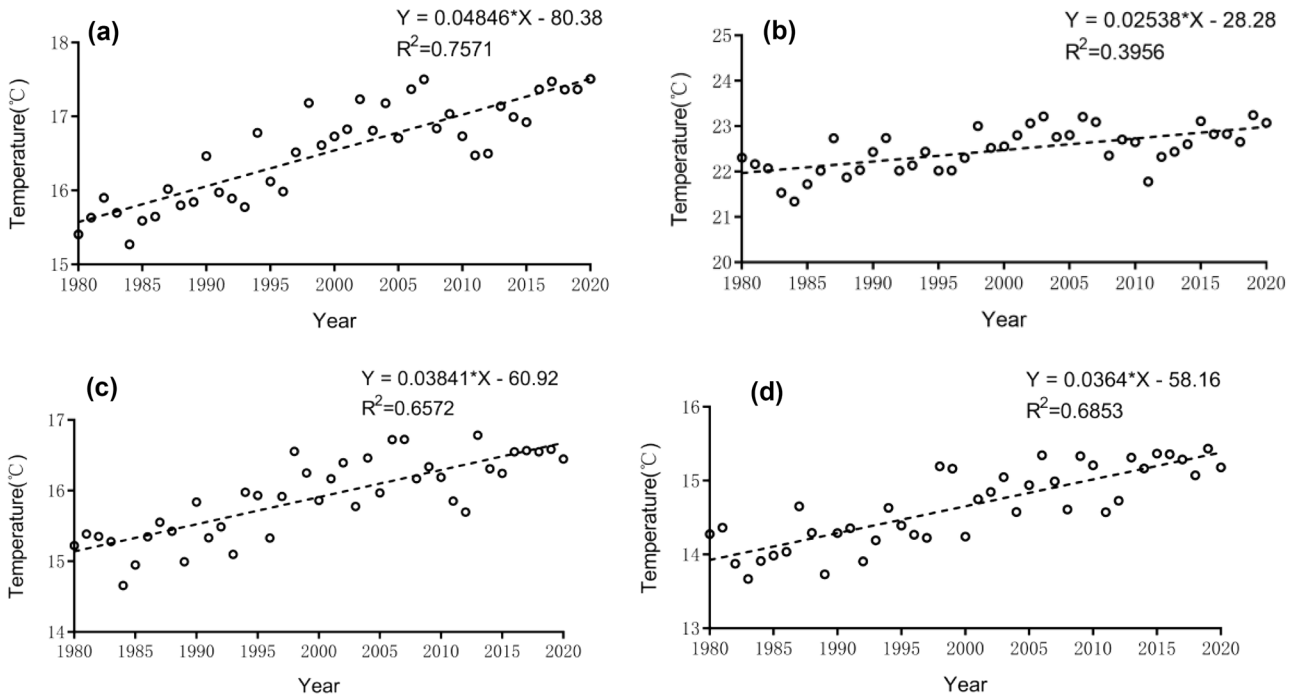 (a)
Y = 0.04846*X - 80.38
R²=0.7571
18
17
16
15
Temperature(℃)
1980 1985 1990 1995 2000 2005 2010 2015 2020
Year
(b)
Y = 0.02538*X - 28.28
R²=0.3956
25
24
23
22
21
20
Temperature(℃)
1980 1985 1990 1995 2000 2005 2010 2015 2020
Year
(c)
Y = 0.03841*X - 60.92
R²=0.6572
17
16
15
14
Temperature(℃)
1980 1985 1990 1995 2000 2005 2010 2015 2020
Year
(d)
Y = 0.0364*X - 58.16
R²=0.6853
16
15
14
13
Temperature(℃)
1980 1985 1990 1995 2000 2005 2010 2015 2020
Year